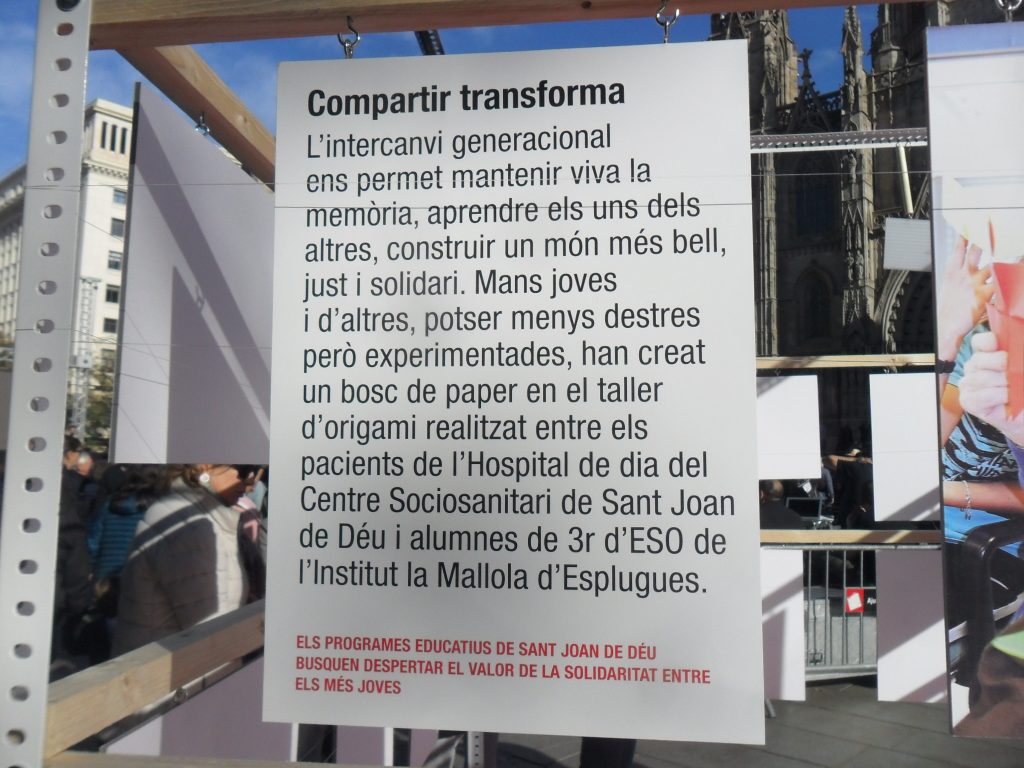 Compartir transforma
L'intercanvi generacional
ens permet mantenir viva la
memòria, aprendre els uns dels
altres, construir un món més bell,
just i solidari. Mans joves
i d'altres, potser menys destres
però experimentades, han creat
un bosc de paper en el taller
d'origami realitzat entre els
pacients de l'Hospital de dia del
Centre Sociosanitari de Sant Joan
de Déu i alumnes de 3r d'ESO de
l'Institut la Mallola d'Esplugues.
ELS PROGRAMES EDUCATIUS DE SANT JOAN DE DÉU
BUSQUEN DESPERTAR EL VALOR DE LA SOLIDARITAT ENTRE
ELS MÉS JOVES